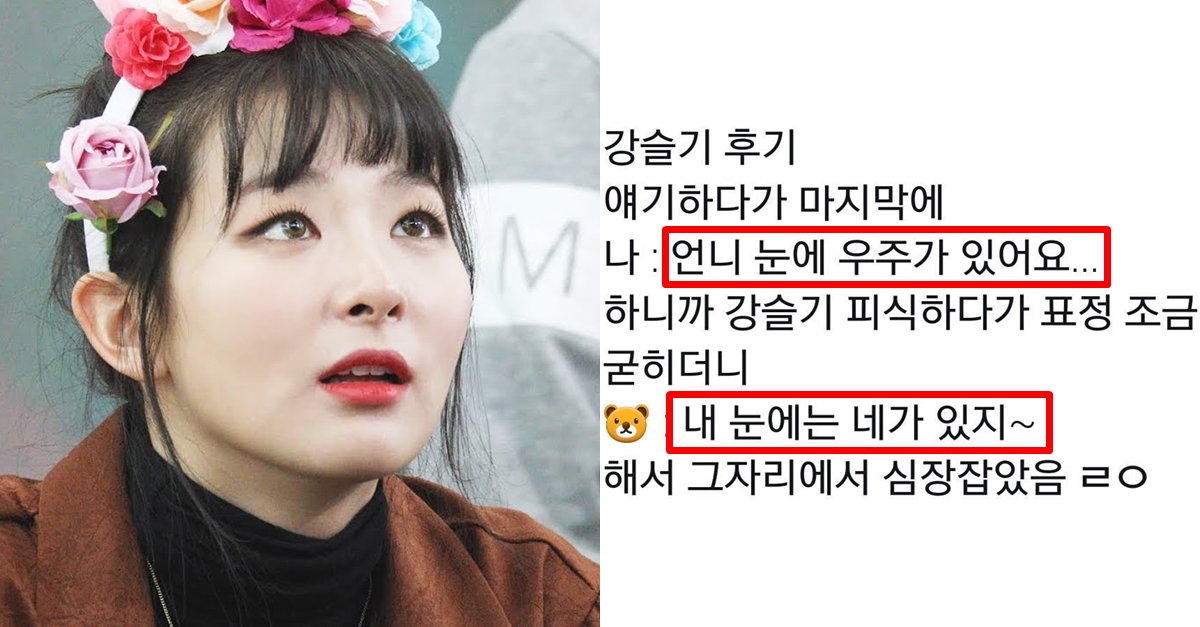 M
강슬기 후기
얘기하다가 마지막에
나 : 언니 눈에 우주가 있어요...
하니까 강슬기 피식하다가 표정 조금
굳히더니
🐻 : 내 눈에는 네가 있지~
해서 그자리에서 심장잡았음 ㄹㅇ